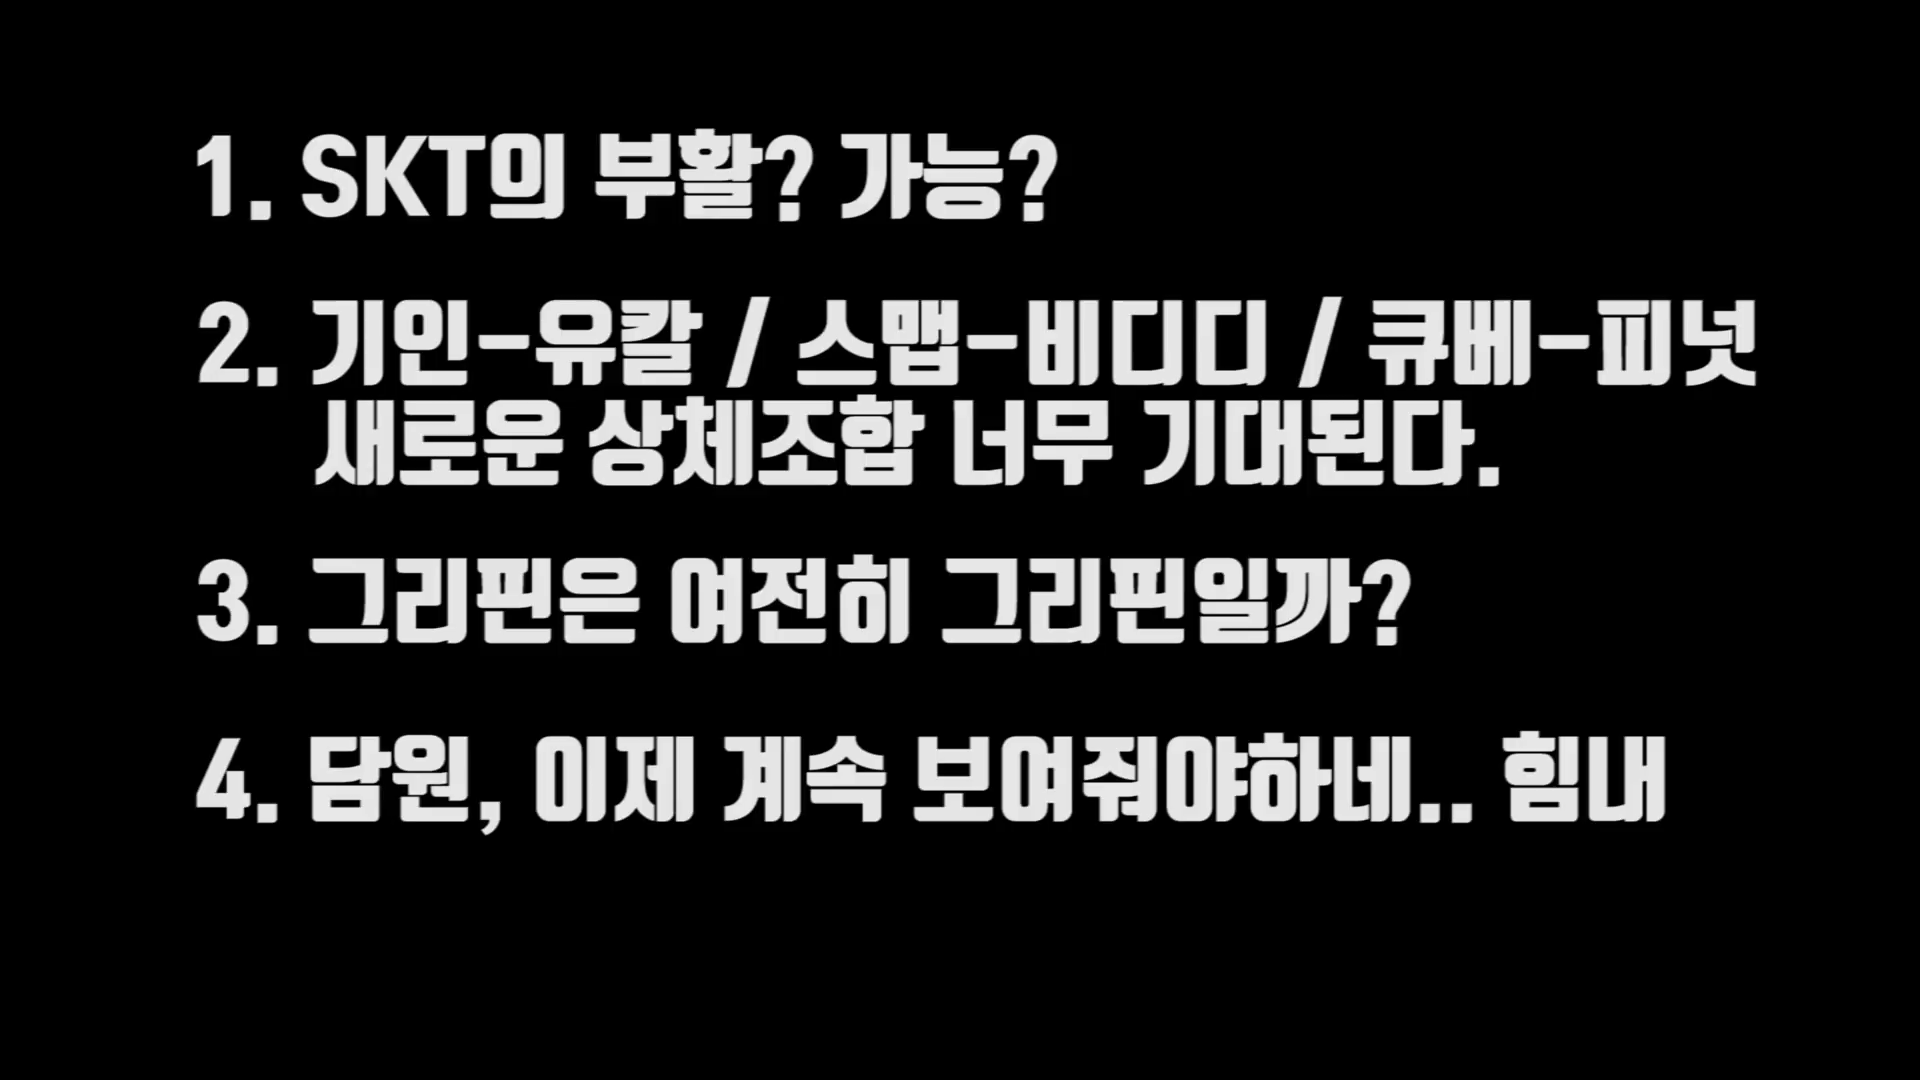 1. SKT의 부활? 가능?
2. 기인-유칼 / 스맵-비디디 / 큐베-피넛
새로운 상체조합 너무 기대된다.
3. 그리핀은 여전히 그리핀일까?
4. 담원, 이제 계속 보여줘야하네.. 힘내